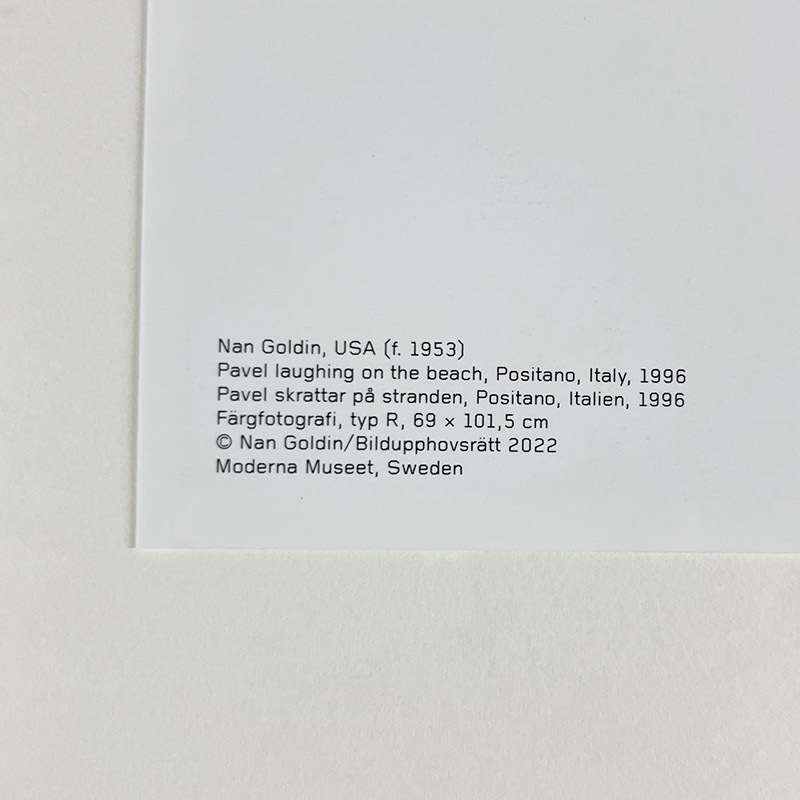 Nan Goldin, USA (f. 1953)
Pavel laughing on the beach, Positano, Italy, 1996
Pavel skrattar på stranden, Positano, Italien, 1996
Färgfotografi, typ R, 69 × 101,5 cm
© Nan Goldin/Bildupphovsrätt 2022
Moderna Museet, Sweden